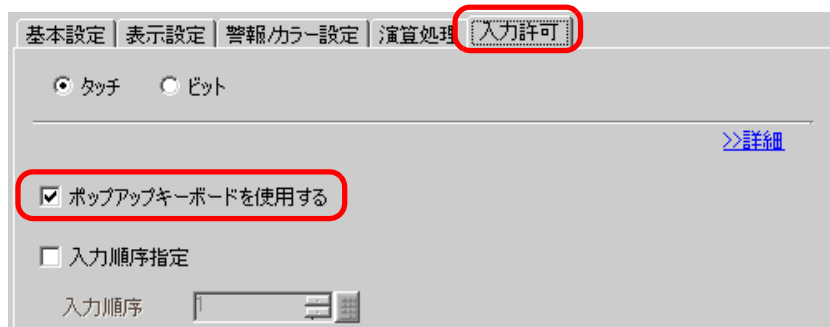 基本設定 表示設定 警報/カラー設定 演算処理 入力許可
タッチ ビット
>>詳細
ポップアップキーボードを使用する
入力順序指定
入力順序 1